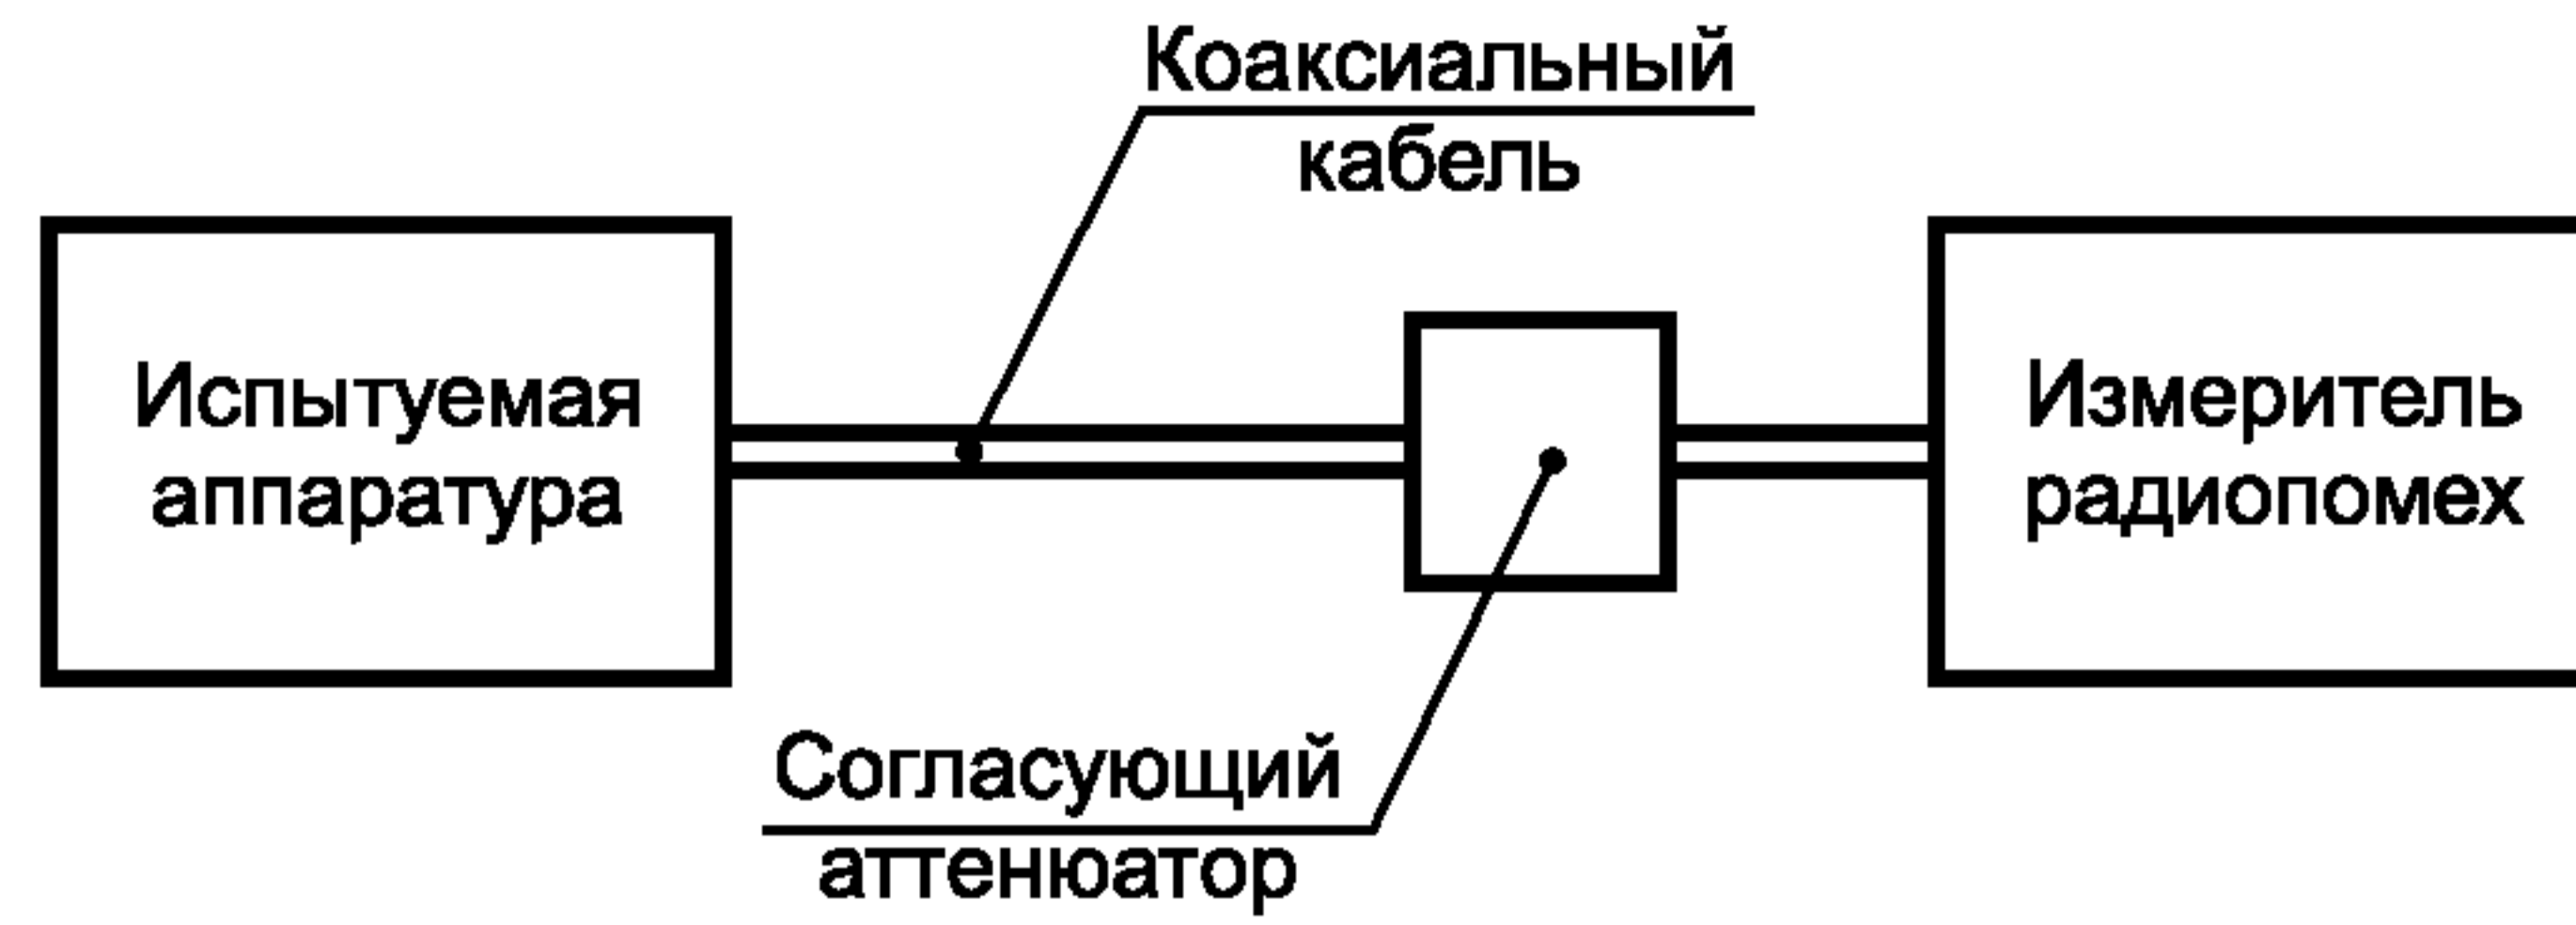 Коаксиальный
кабель
Испытуемая
аппаратура
Измеритель
радиопомех
Согласующий
аттенюатор